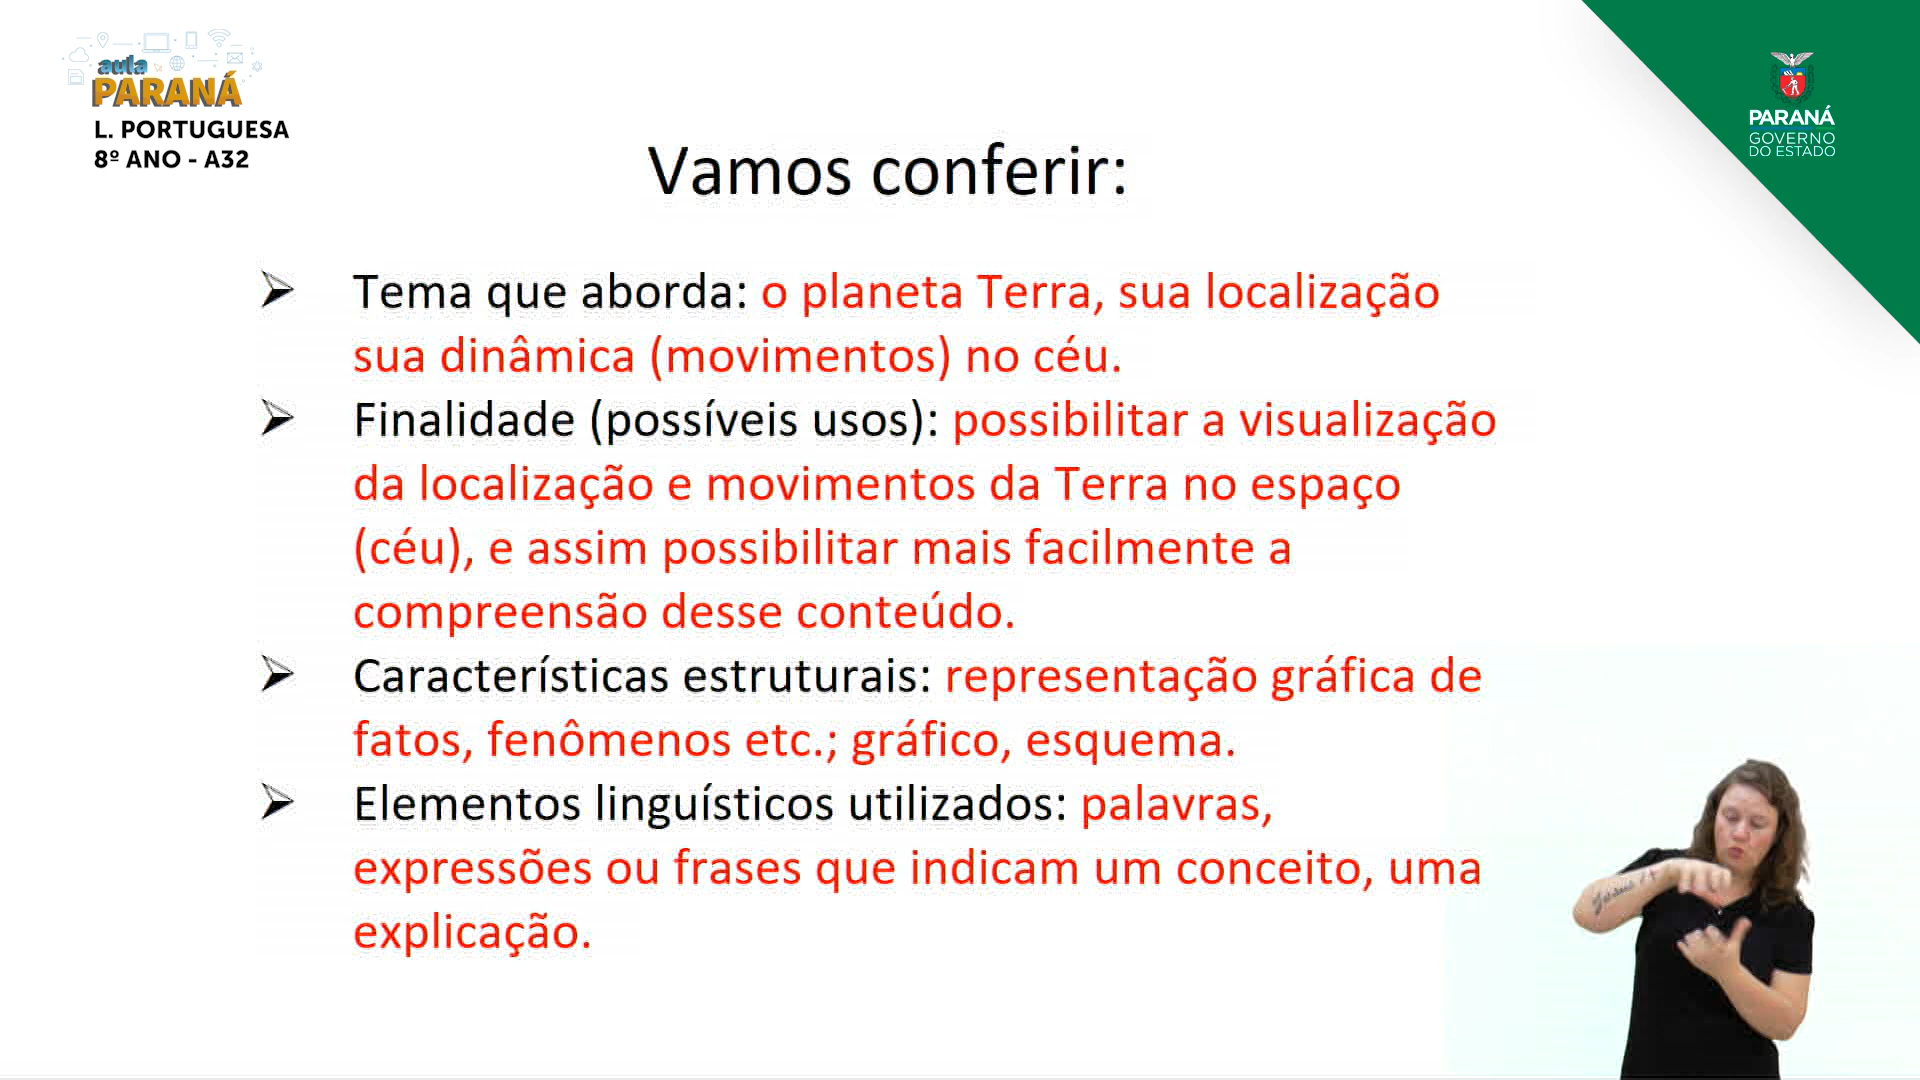 aula
PARANÁ
L. PORTUGUESA
8º ANO - A32
PARANÁ
GOVERNO
DO ESTADO
Vamos conferir:
➢ Tema que aborda: o planeta Terra, sua localização
sua dinâmica (movimentos) no céu.
➢ Finalidade (possíveis usos): possibilitar a visualização
da localização e movimentos da Terra no espaço
(céu), e assim possibilitar mais facilmente a
compreensão desse conteúdo.
➢ Características estruturais: representação gráfica de
fatos, fenômenos etc.; gráfico, esquema.
➢ Elementos linguísticos utilizados: palavras,
expressões ou frases que indicam um conceito, uma
explicação.